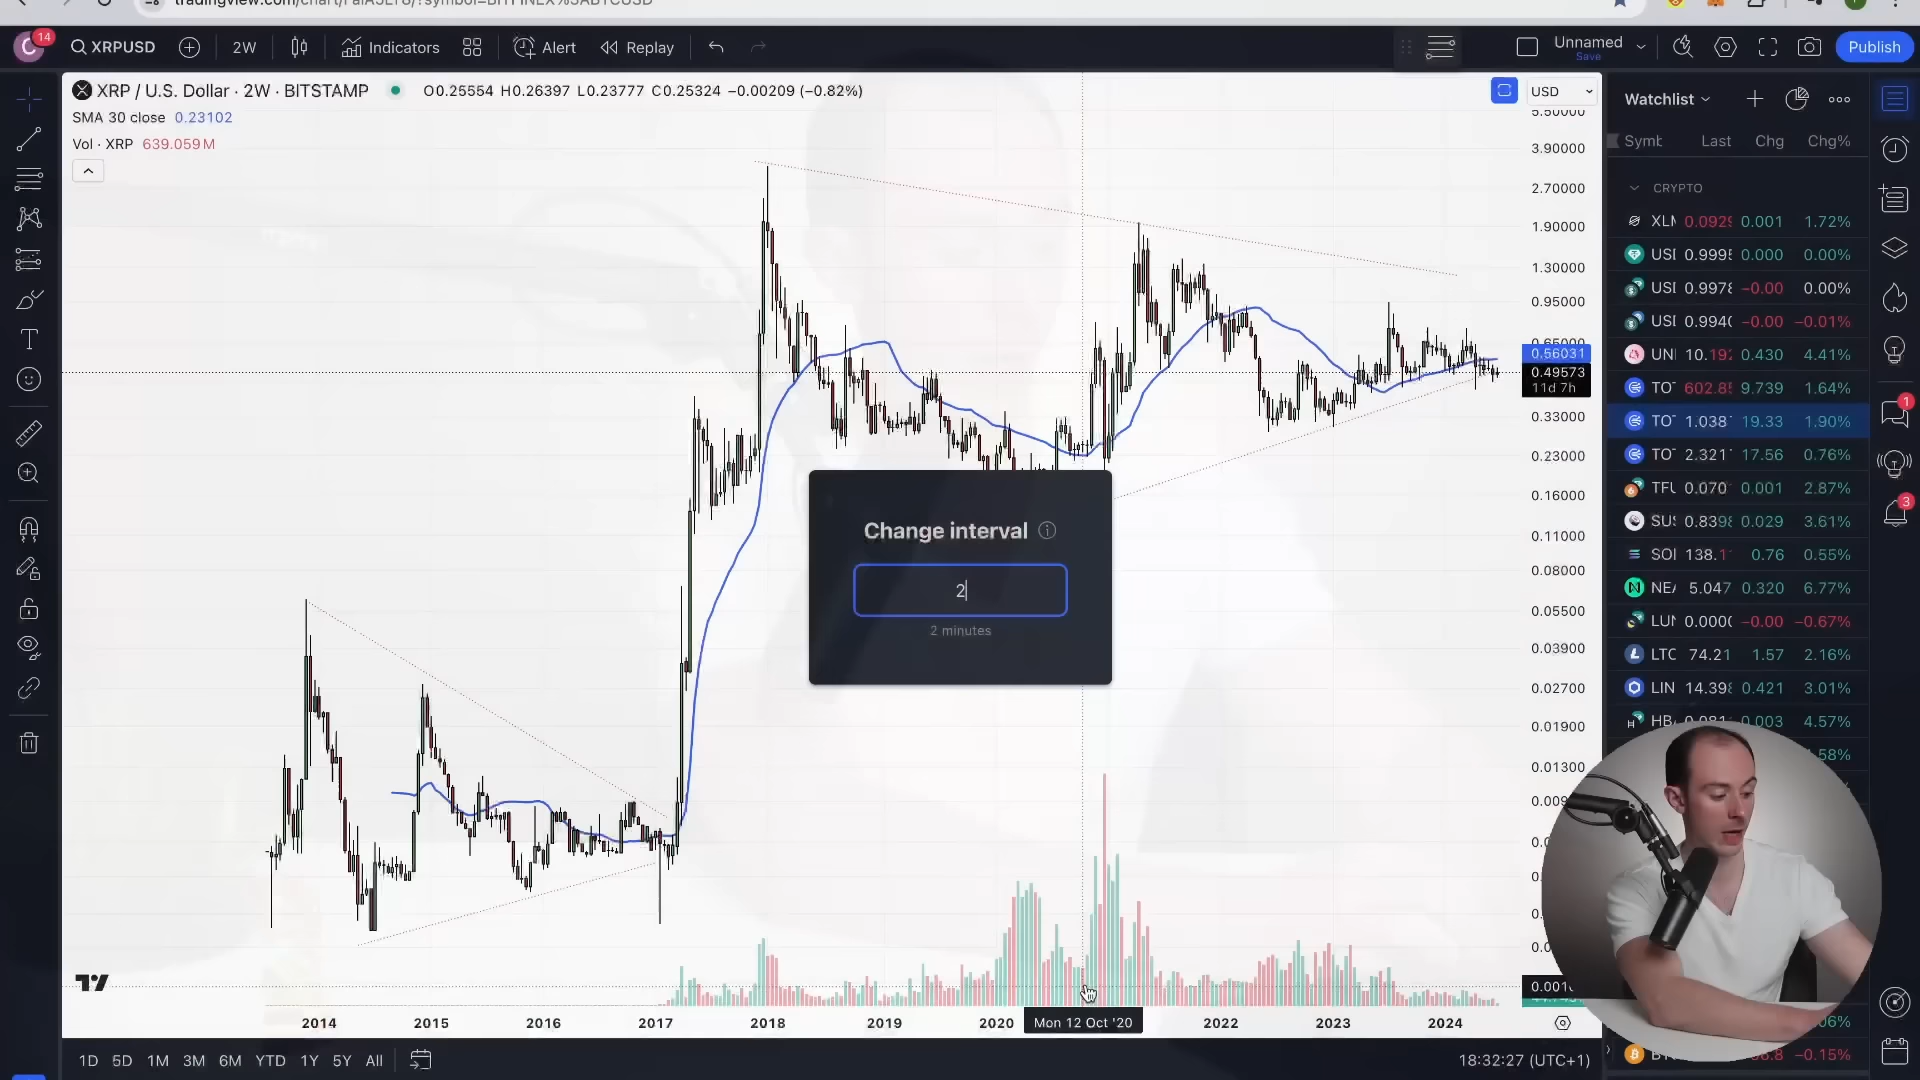 14
XRPUSD
2W
Indicators
Alert
Replay
Unnamed
Save
Publish
XRP / U.S. Dollar · 2W · BITSTAMP
O0.25554 H0.26397 L0.23777 C0.25324 −0.00209 (−0.82%)
SMA 30 close 0.23102
Vol · XRP 639.059M
USD
5.50000
3.90000
2.70000
1.90000
1.30000
0.95000
0.65000
0.56031
0.49573
11d 7h
0.33000
0.23000
0.16000
0.11000
0.08000
0.05500
0.03900
0.02700
0.01900
0.01300
Change interval
2
2 minutes
2014 2015 2016 2017 2018 2019 2020 Mon 12 Oct '20 2022 2023 2024
1D 5D 1M 3M 6M YTD 1Y 5Y All
18:32:27 (UTC+1)
Watchlist
Last Chg Chg%
CRYPTO
0.001 1.72%
0.000 0.00%
−0.00 0.00%
−0.00 −0.01%
0.430 4.41%
9.739 1.64%
19.33 1.90%
17.56 0.76%
0.001 2.87%
0.029 3.61%
0.76 0.55%
5.047 0.320 6.77%
−0.00 −0.67%
LTC 74.21 1.57 2.16%
LIN 0.421 3.01%
0.003 4.57%
−0.15%
1
3